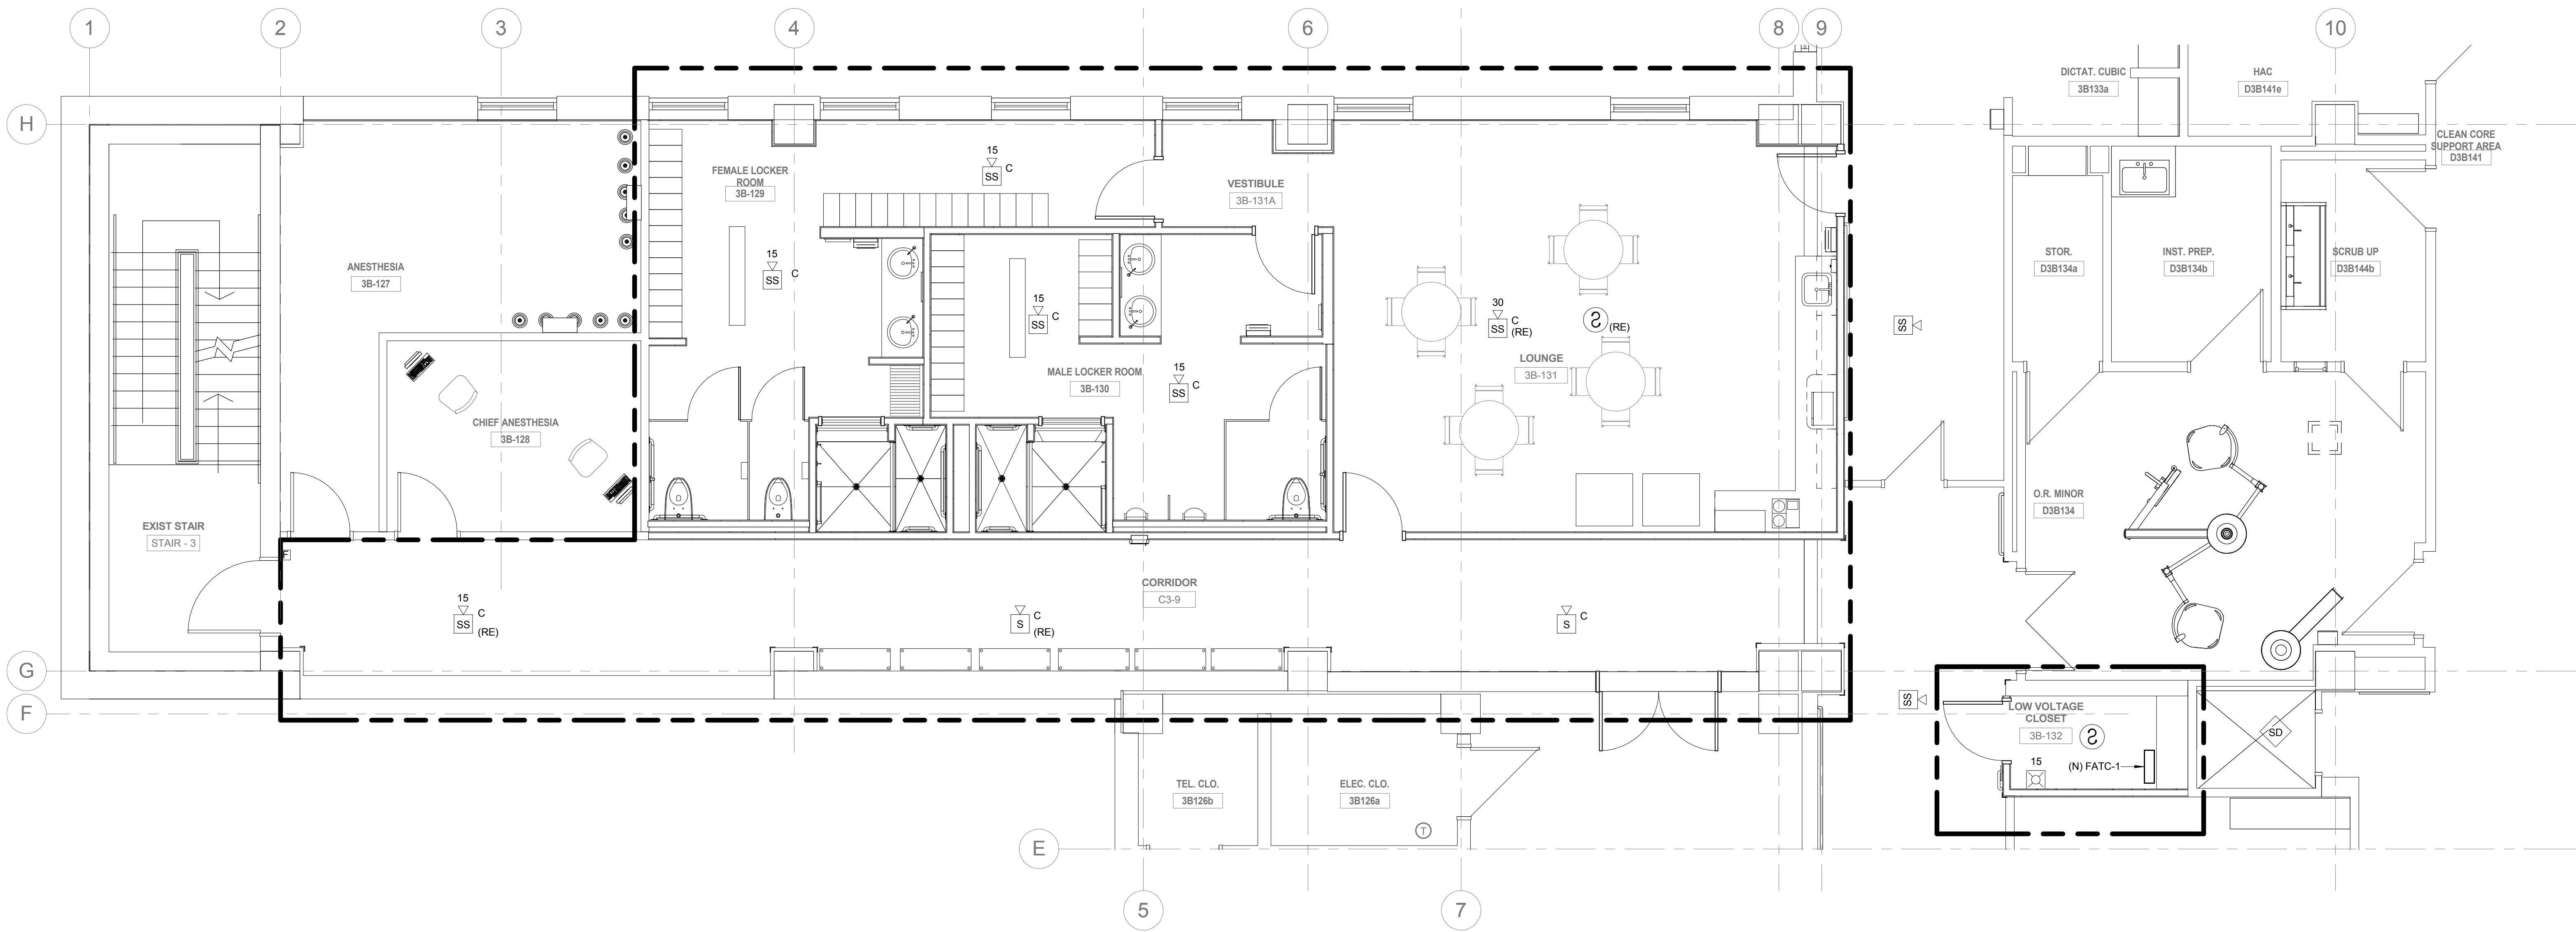 1
2
3
4
6
8
9
10
H
G
F
E
5
7
DICTAT. CUBIC
3B133a
HAC
D3B141e
CLEAN CORE
SUPPORT AREA
D3B141
FEMALE LOCKER
ROOM
3B-129
15
SS
C
15
SS
C
VESTIBULE
3B-131A
ANESTHESIA
3B-127
CHIEF ANESTHESIA
3B-128
15
SS
C
MALE LOCKER ROOM
3B-130
15
SS
C
30
SS
C
(RE)
(RE)
LOUNGE
3B-131
SS
STOR.
D3B134a
INST. PREP.
D3B134b
SCRUB UP
D3B144b
O.R. MINOR
D3B134
EXIST STAIR
STAIR - 3
F
CORRIDOR
C3-9
15
SS
C
(RE)
S
C
(RE)
S
C
SS
LOW VOLTAGE
CLOSET
3B-132
15
(N) FATC-1
SD
TEL. CLO.
3B126b
ELEC. CLO.
3B126a
T